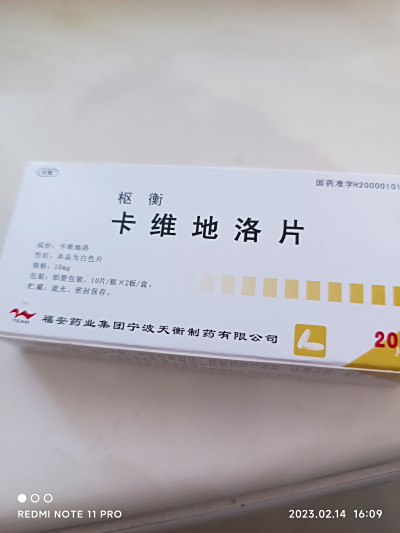 国药准字H20000101
枢 衡
卡维地洛片
成份：卡维地洛
性状：本品为白色片
规格：10mg
包装：铝塑包装，10片/板×2板/盒。
贮藏：避光，密封保存。
TEAM
福安药业集团宁波天衡制药有限公司
20
REDMI NOTE 11 PRO
2023.02.14 16:09